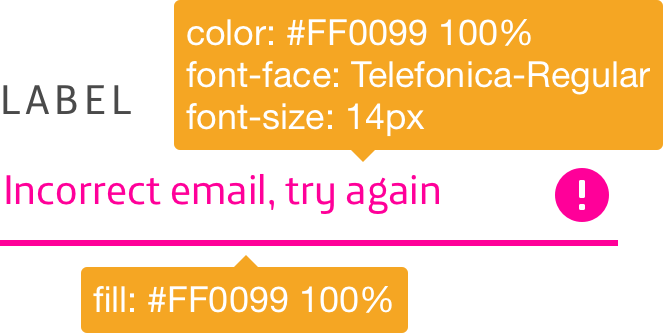 color: #FF0099 100%
font-face: Telefonica-Regular
font-size: 14px
LABEL
Incorrect email, try again
!
fill: #FF0099 100%